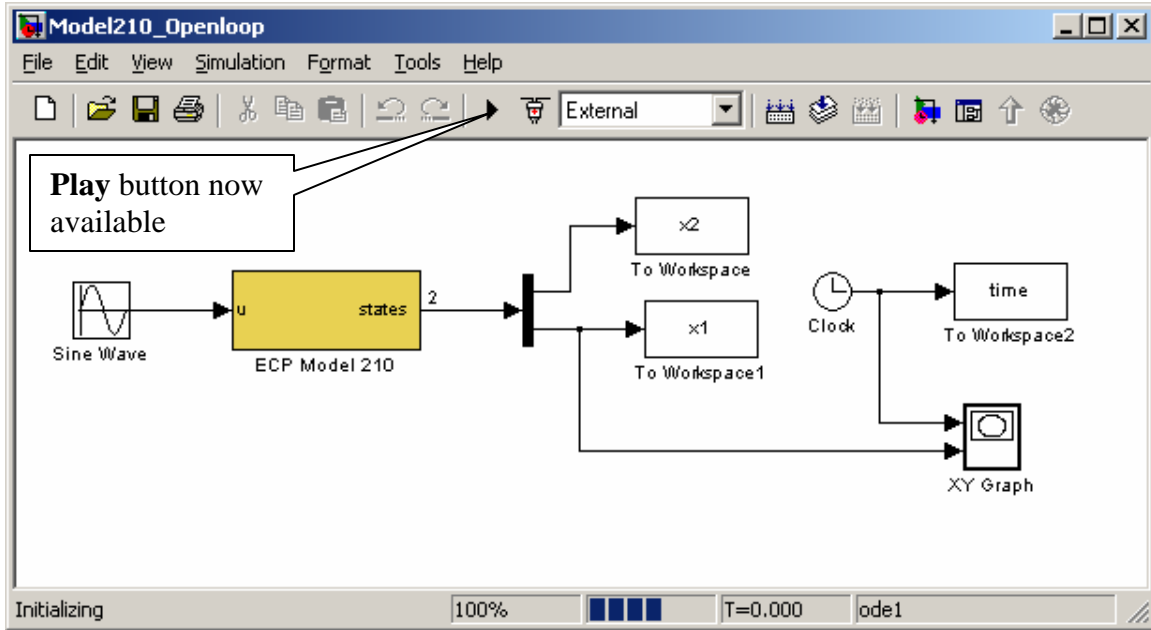 Model210_Openloop
File Edit View Simulation Format Tools Help
External
Play button now
available
x2
To Workspace
time
To Workspace2
Clock
u
states
2
Sine Wave
ECP Model 210
x1
To Workspace1
XY Graph
Initializing 100% T=0.000 ode1